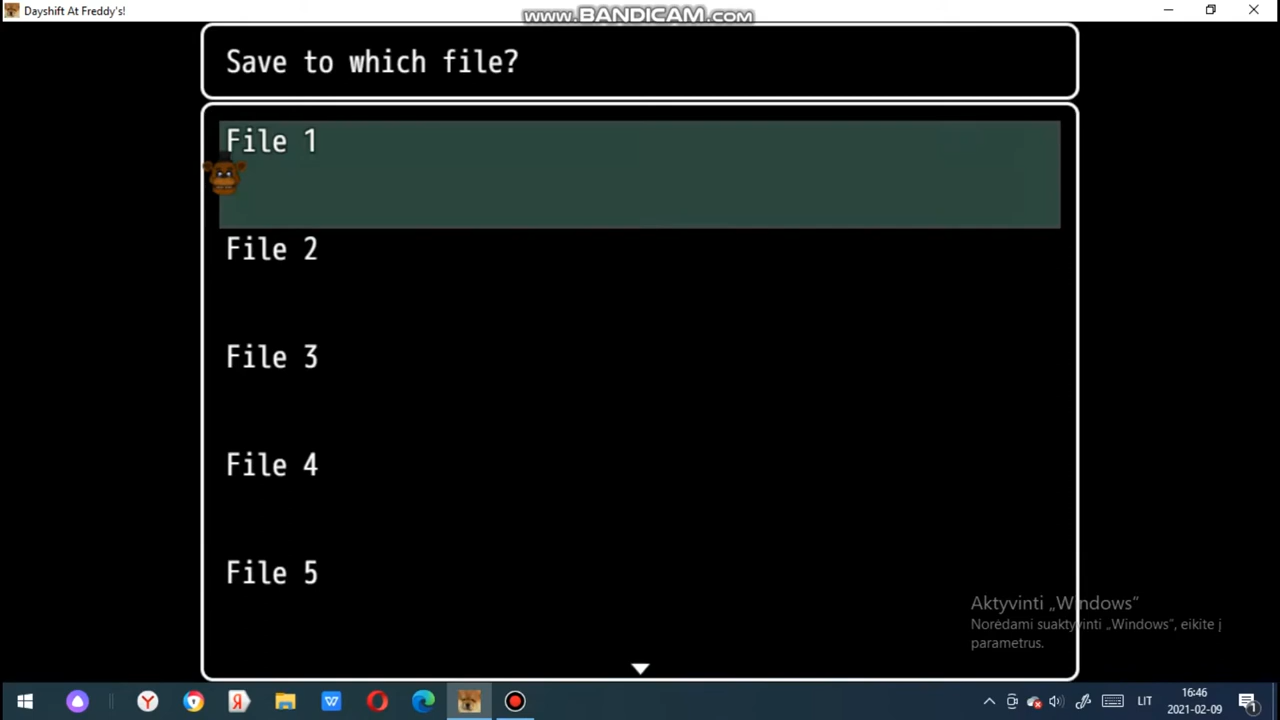 Dayshift At Freddy's!
www.BANDICAM.com
Save to which file?
File 1
File 2
File 3
File 4
File 5
Aktyvinti „Windows“
Norėdami suaktyvinti „Windows“, eikite į
parametrus.
LIT
16:46
2021-02-09
1